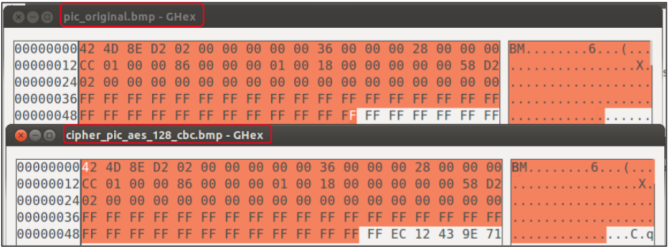 pic_original.bmp - GHex
00000000 42 4D 8E D2 02 00 00 00 00 00 36 00 00 00 28 00 00 00 BM........6...(...
00000012 CC 01 00 00 86 00 00 00 01 00 18 00 00 00 00 00 58 D2 ................X.
00000024 02 00 00 00 00 00 00 00 00 00 00 00 00 00 00 00 00 00 ..................
00000036 FF FF FF FF FF FF FF FF FF FF FF FF FF FF FF FF FF FF ..................
00000048 FF FF FF FF FF FF FF FF FF FF FF FF FF FF FF FF FF FF ..................
cipher_pic_aes_128_cbc.bmp - GHex
00000000 42 4D 8E D2 02 00 00 00 00 00 36 00 00 00 28 00 00 00 BM........6...(...
00000012 CC 01 00 00 86 00 00 00 01 00 18 00 00 00 00 00 58 D2 ................X.
00000024 02 00 00 00 00 00 00 00 00 00 00 00 00 00 00 00 00 00 ..................
00000036 FF FF FF FF FF FF FF FF FF FF FF FF FF FF FF FF FF FF ..................
00000048 FF FF FF FF FF FF FF FF FF FF FF FF FF EC 12 43 9E 71 ...............C.q